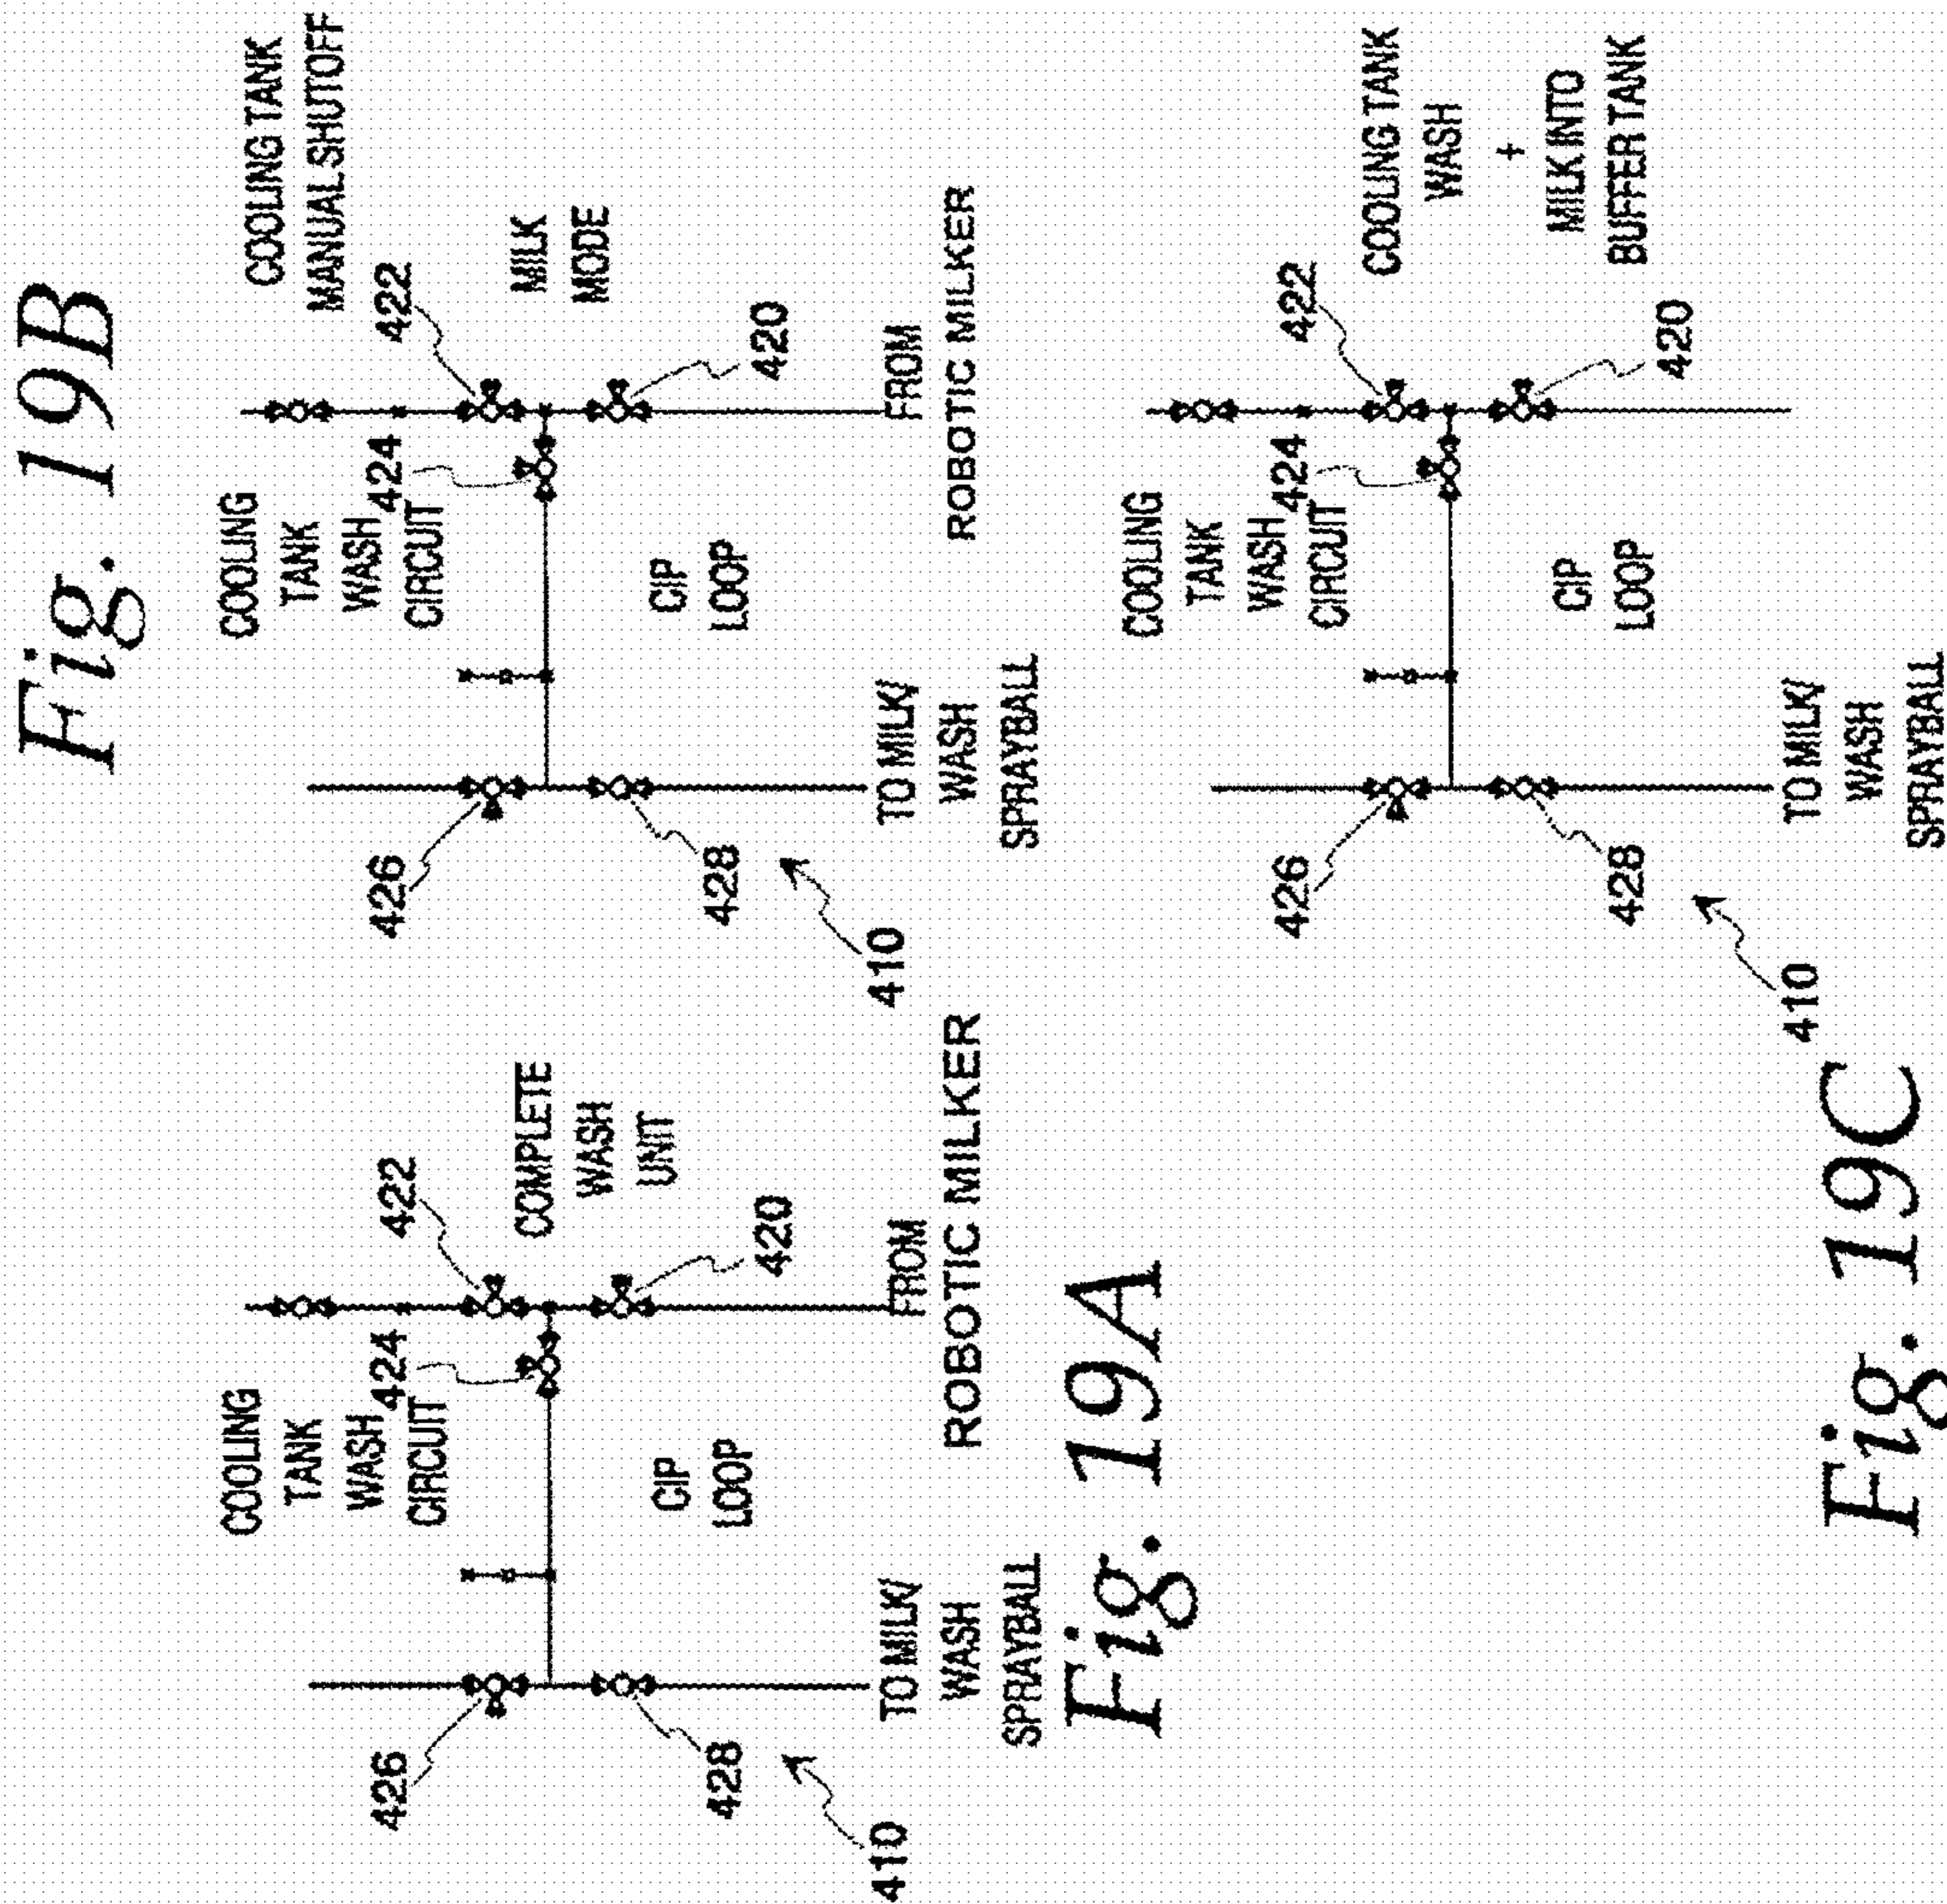 Fig. 19B
COOLING TANK
MANUAL SHUTOFF
COOLING
TANK
WASH
CIRCUIT
424
422
MILK
MODE
420
CIP
LOOP
426
428
410
FROM
ROBOTIC MILKER
TO MILK/
WASH
SPRAYBALL
COOLING
TANK
WASH
CIRCUIT
424
422
COMPLETE
WASH
UNIT
420
CIP
LOOP
426
428
410
FROM
ROBOTIC MILKER
TO MILK/
WASH
SPRAYBALL
Fig. 19A
COOLING
TANK
WASH
CIRCUIT
424
422
COOLING TANK
WASH
+
MILK INTO
BUFFER TANK
420
CIP
LOOP
426
428
410
TO MILK/
WASH
SPRAYBALL
Fig. 19C